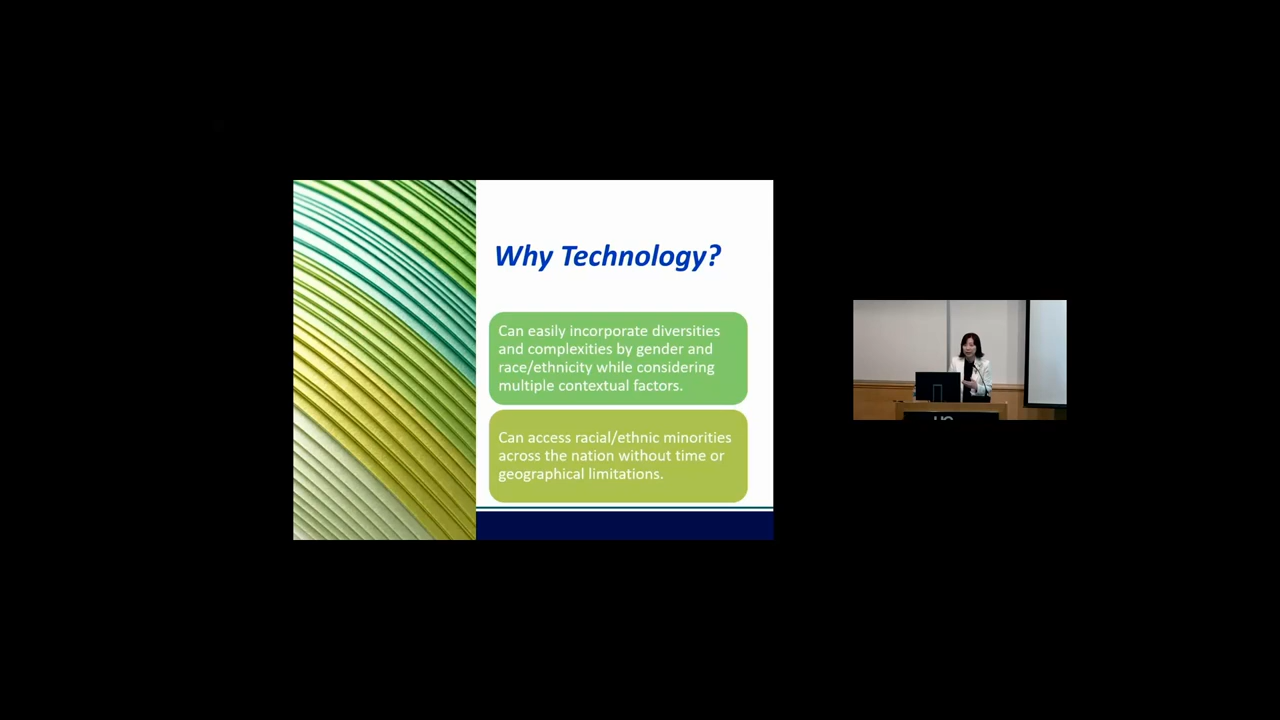 Why Technology?
Can easily incorporate diversities
and complexities by gender and
race/ethnicity while considering
multiple contextual factors.
Can access racial/ethnic minorities
across the nation without time or
geographical limitations.